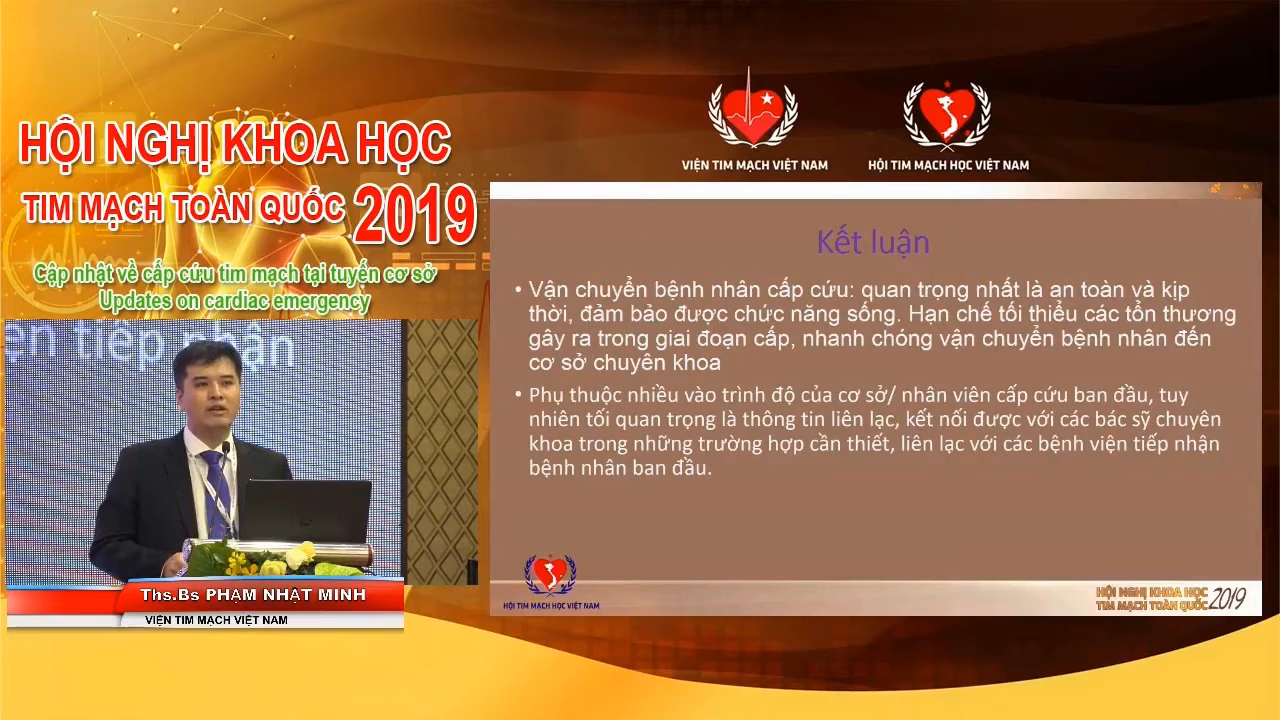 HỘI NGHỊ KHOA HỌC
TIM MẠCH TOÀN QUỐC 2019
Cập nhật về cấp cứu tim mạch tại tuyến cơ sở
Updates on cardiac emergency
tiếp nhận
Ths.Bs PHẠM NHẬT MINH
VIỆN TIM MẠCH VIỆT NAM
VIỆN TIM MẠCH VIỆT NAM
HỘI TIM MẠCH HỌC VIỆT NAM
Kết luận
• Vận chuyển bệnh nhân cấp cứu: quan trọng nhất là an toàn và kịp
thời, đảm bảo được chức năng sống. Hạn chế tối thiểu các tổn thương
gây ra trong giai đoạn cấp, nhanh chóng vận chuyển bệnh nhân đến
cơ sở chuyên khoa
• Phụ thuộc nhiều vào trình độ của cơ sở/ nhân viên cấp cứu ban đầu, tuy
nhiên tối quan trọng là thông tin liên lạc, kết nối được với các bác sỹ chuyên
khoa trong những trường hợp cần thiết, liên lạc với các bệnh viện tiếp nhận
bệnh nhân ban đầu.
HỘI TIM MẠCH HỌC VIỆT NAM
HỘI NGHỊ KHOA HỌC
TIM MẠCH TOÀN QUỐC 2019